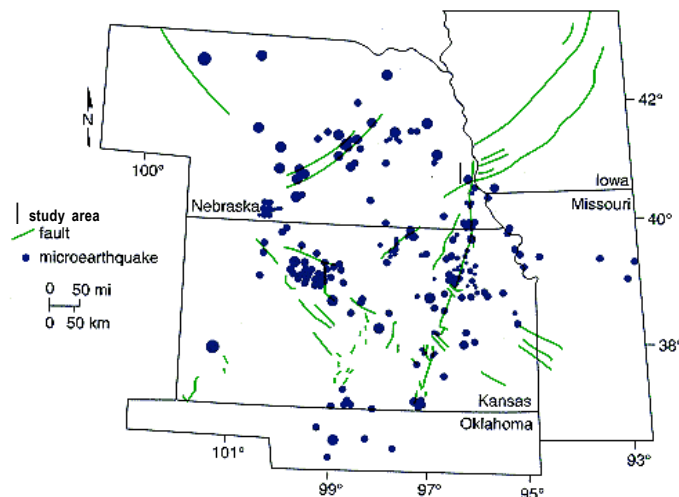 42°
N
100°
Iowa
Missouri
study area
Nebraska
40°
fault
microearthquake
0 50 mi
0 50 km
38°
Kansas
Oklahoma
101°
99°
97°
95°
93°